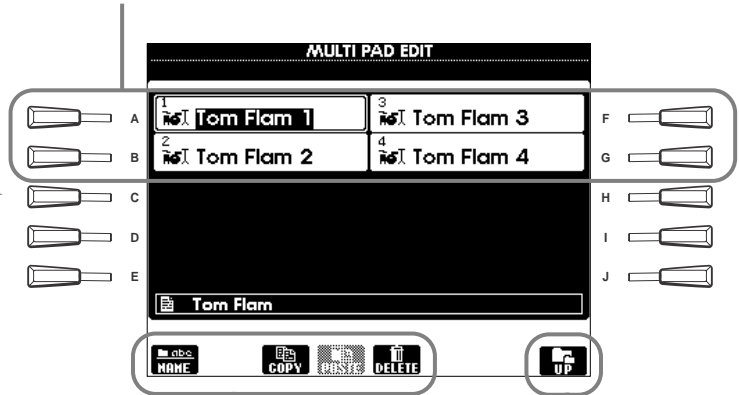 MULTI PAD EDIT
A
1 Tom Flam 1
3 Tom Flam 3
F
B
2 Tom Flam 2
4 Tom Flam 4
G
C
H
D
I
E
J
Tom Flam
abc
NAME
COPY
PASTE
DELETE
UP